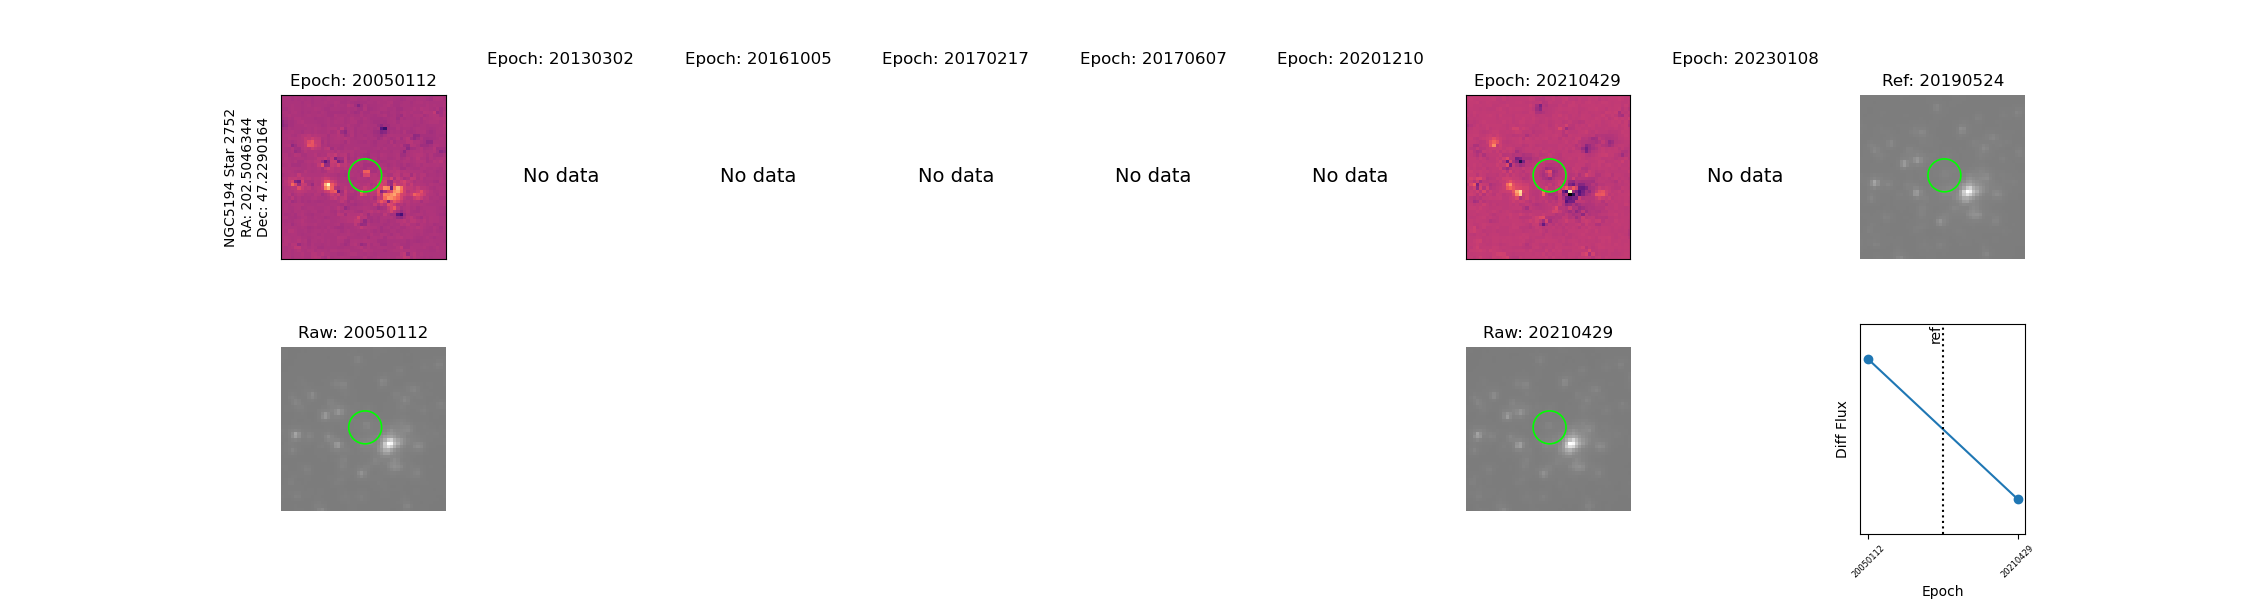 Epoch: 20050112
Epoch: 20130302
Epoch: 20161005
Epoch: 20170217
Epoch: 20170607
Epoch: 20201210
Epoch: 20210429
Epoch: 20230108
Ref: 20190524
NGC5194 Star 2752
RA: 202.5046344
Dec: 47.2290164
No data
No data
No data
No data
No data
No data
Raw: 20050112
Raw: 20210429
ref
Diff Flux
20050112
20210429
Epoch